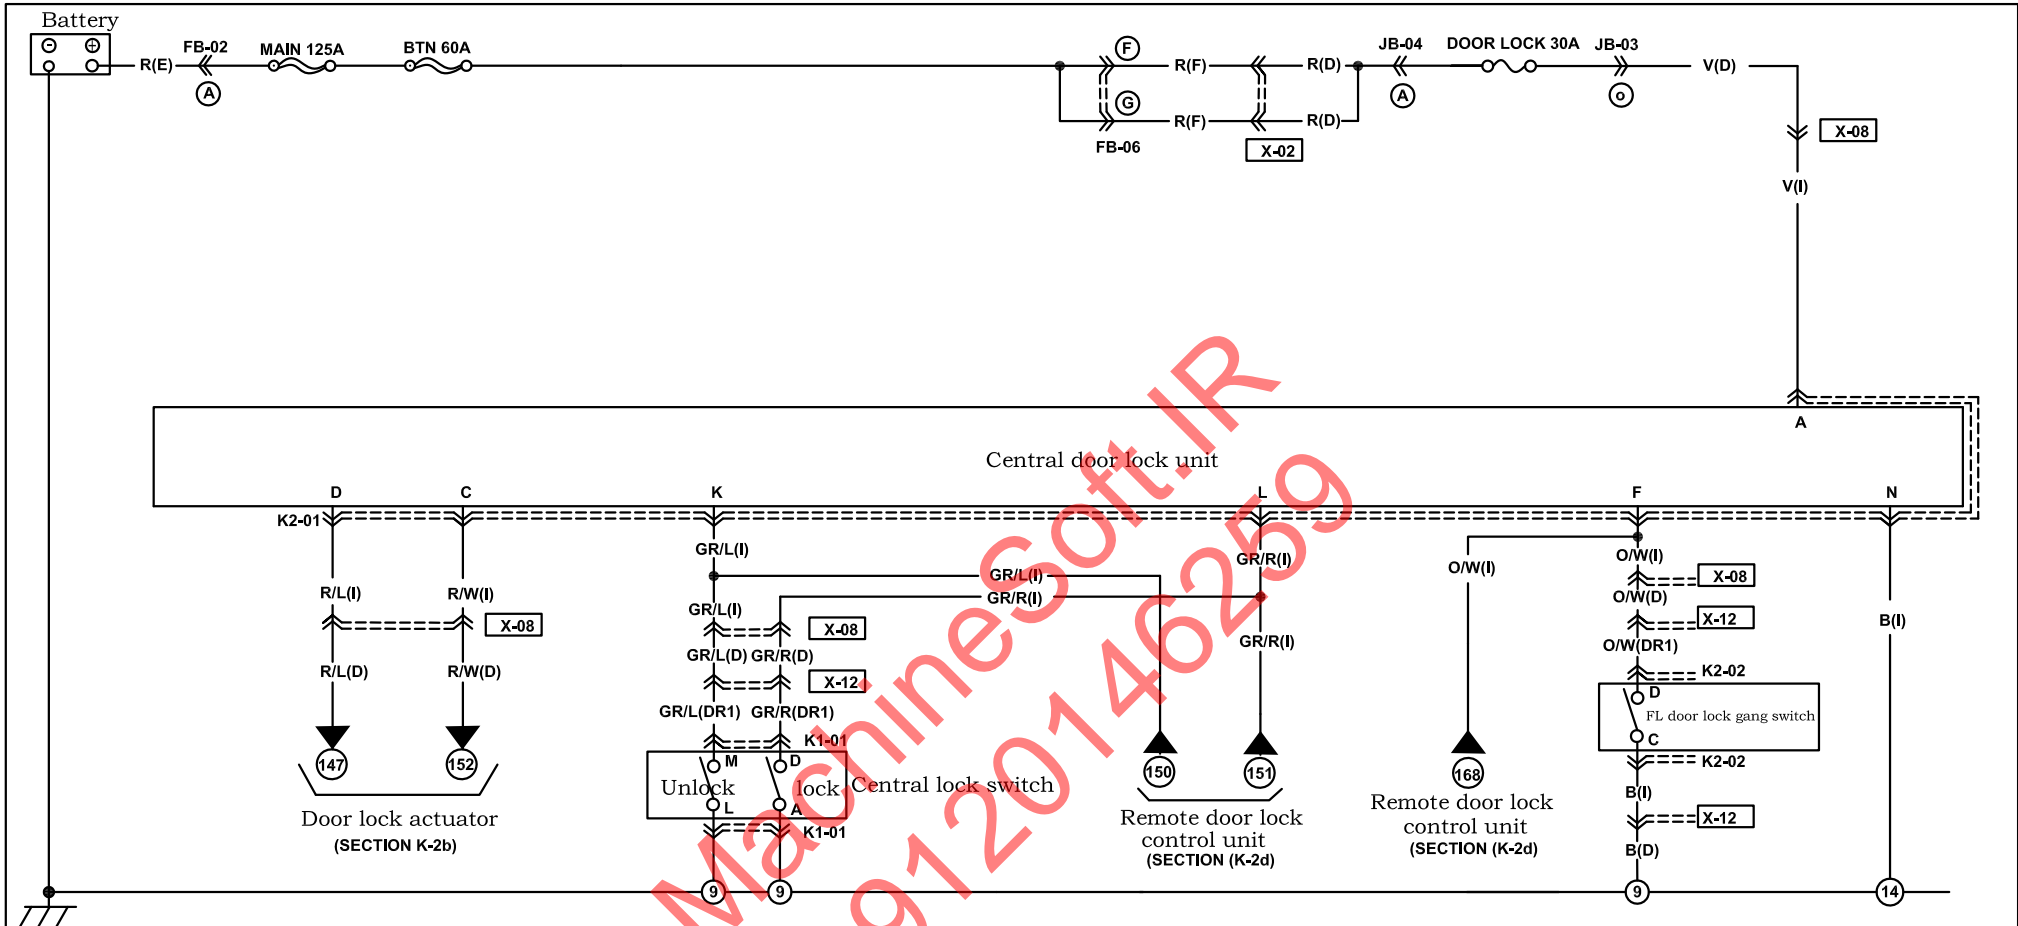 Battery
R(E)
FB-02
A
MAIN 125A
BTN 60A
F
G
R(F)
R(F)
FB-06
R(D)
R(D)
X-02
JB-04
A
DOOR LOCK 30A
JB-03
o
V(D)
X-08
V(I)
A
Central door lock unit
D
C
K
L
F
N
K2-01
R/L(I)
R/W(I)
X-08
R/L(D)
R/W(D)
147
152
Door lock actuator
(SECTION K-2b)
GR/L(I)
GR/L(I)
GR/R(I)
GR/R(I)
GR/L(I)
X-08
GR/L(D)
GR/R(D)
X-12
GR/L(DR1)
GR/R(DR1)
K1-01
M
D
Unlock
lock
L
A
Central lock switch
K1-01
GR/R(I)
150
151
Remote door lock
control unit
(SECTION (K-2d)
O/W(I)
168
Remote door lock
control unit
(SECTION (K-2d)
O/W(I)
X-08
O/W(D)
X-12
O/W(DR1)
K2-02
D
FL door lock gang switch
C
K2-02
B(I)
X-12
B(D)
B(I)
9
9
9
14
MachineSoft.IR
9120146259